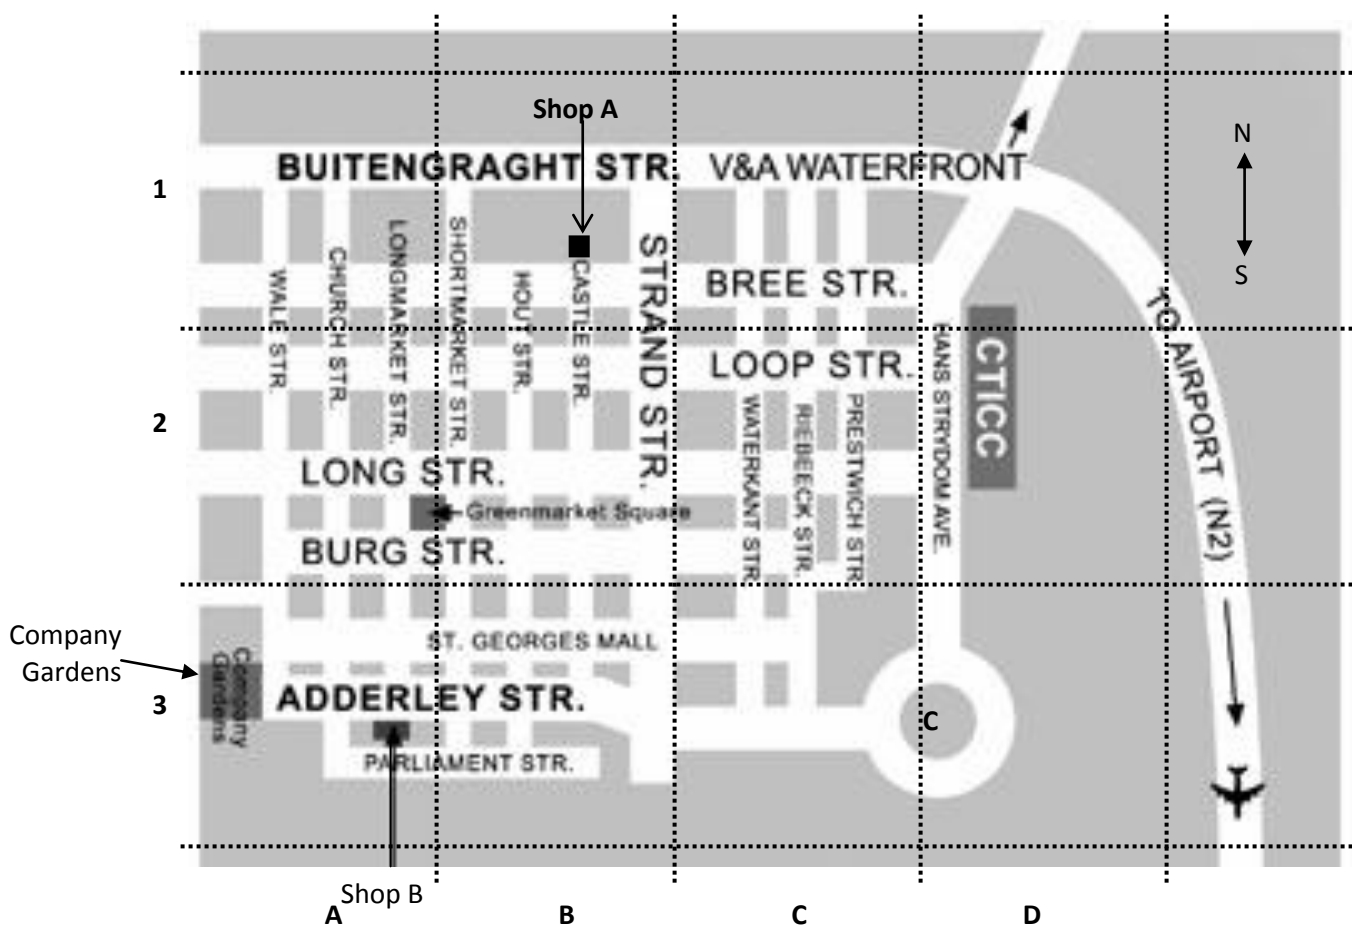 Shop A
N
BUITENGRAGHT STR.
V&A WATERFRONT
1
S
WALE STR.
CHURCH STR.
LONGMARKET STR.
SHORTMARKET STR.
HOUT STR.
CASTLE STR.
STRAND STR.
BREE STR.
TO AIRPORT (N2)
LOOP STR.
HANS STRYDOM AVE.
CTICC
2
WATERKANT STR.
RIEBEECK STR.
PRESTWICH STR
LONG STR.
Greenmarket Square
BURG STR.
Company
Gardens
ST. GEORGES MALL
Company
Gardens
3
ADDERLEY STR.
C
PARLIAMENT STR.
Shop B
A
B
C
D